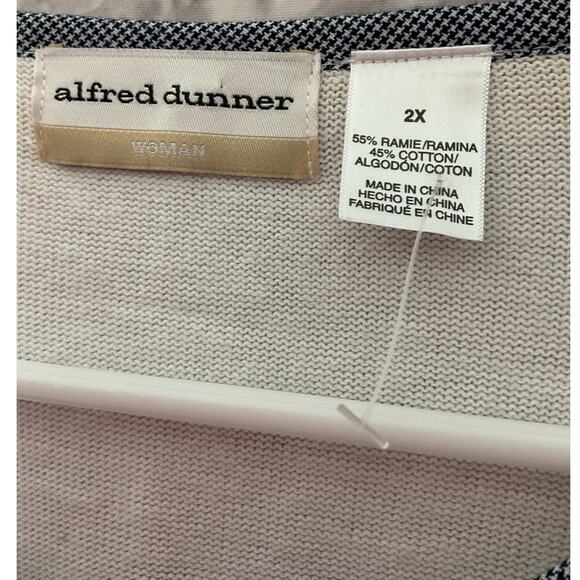 alfred dunner
WOMAN
2X
55% RAMIE/RAMINA
45% COTTON/
ALGODÓN/COTON
MADE IN CHINA
HECHO EN CHINA
FABRIQUÉ EN CHINE